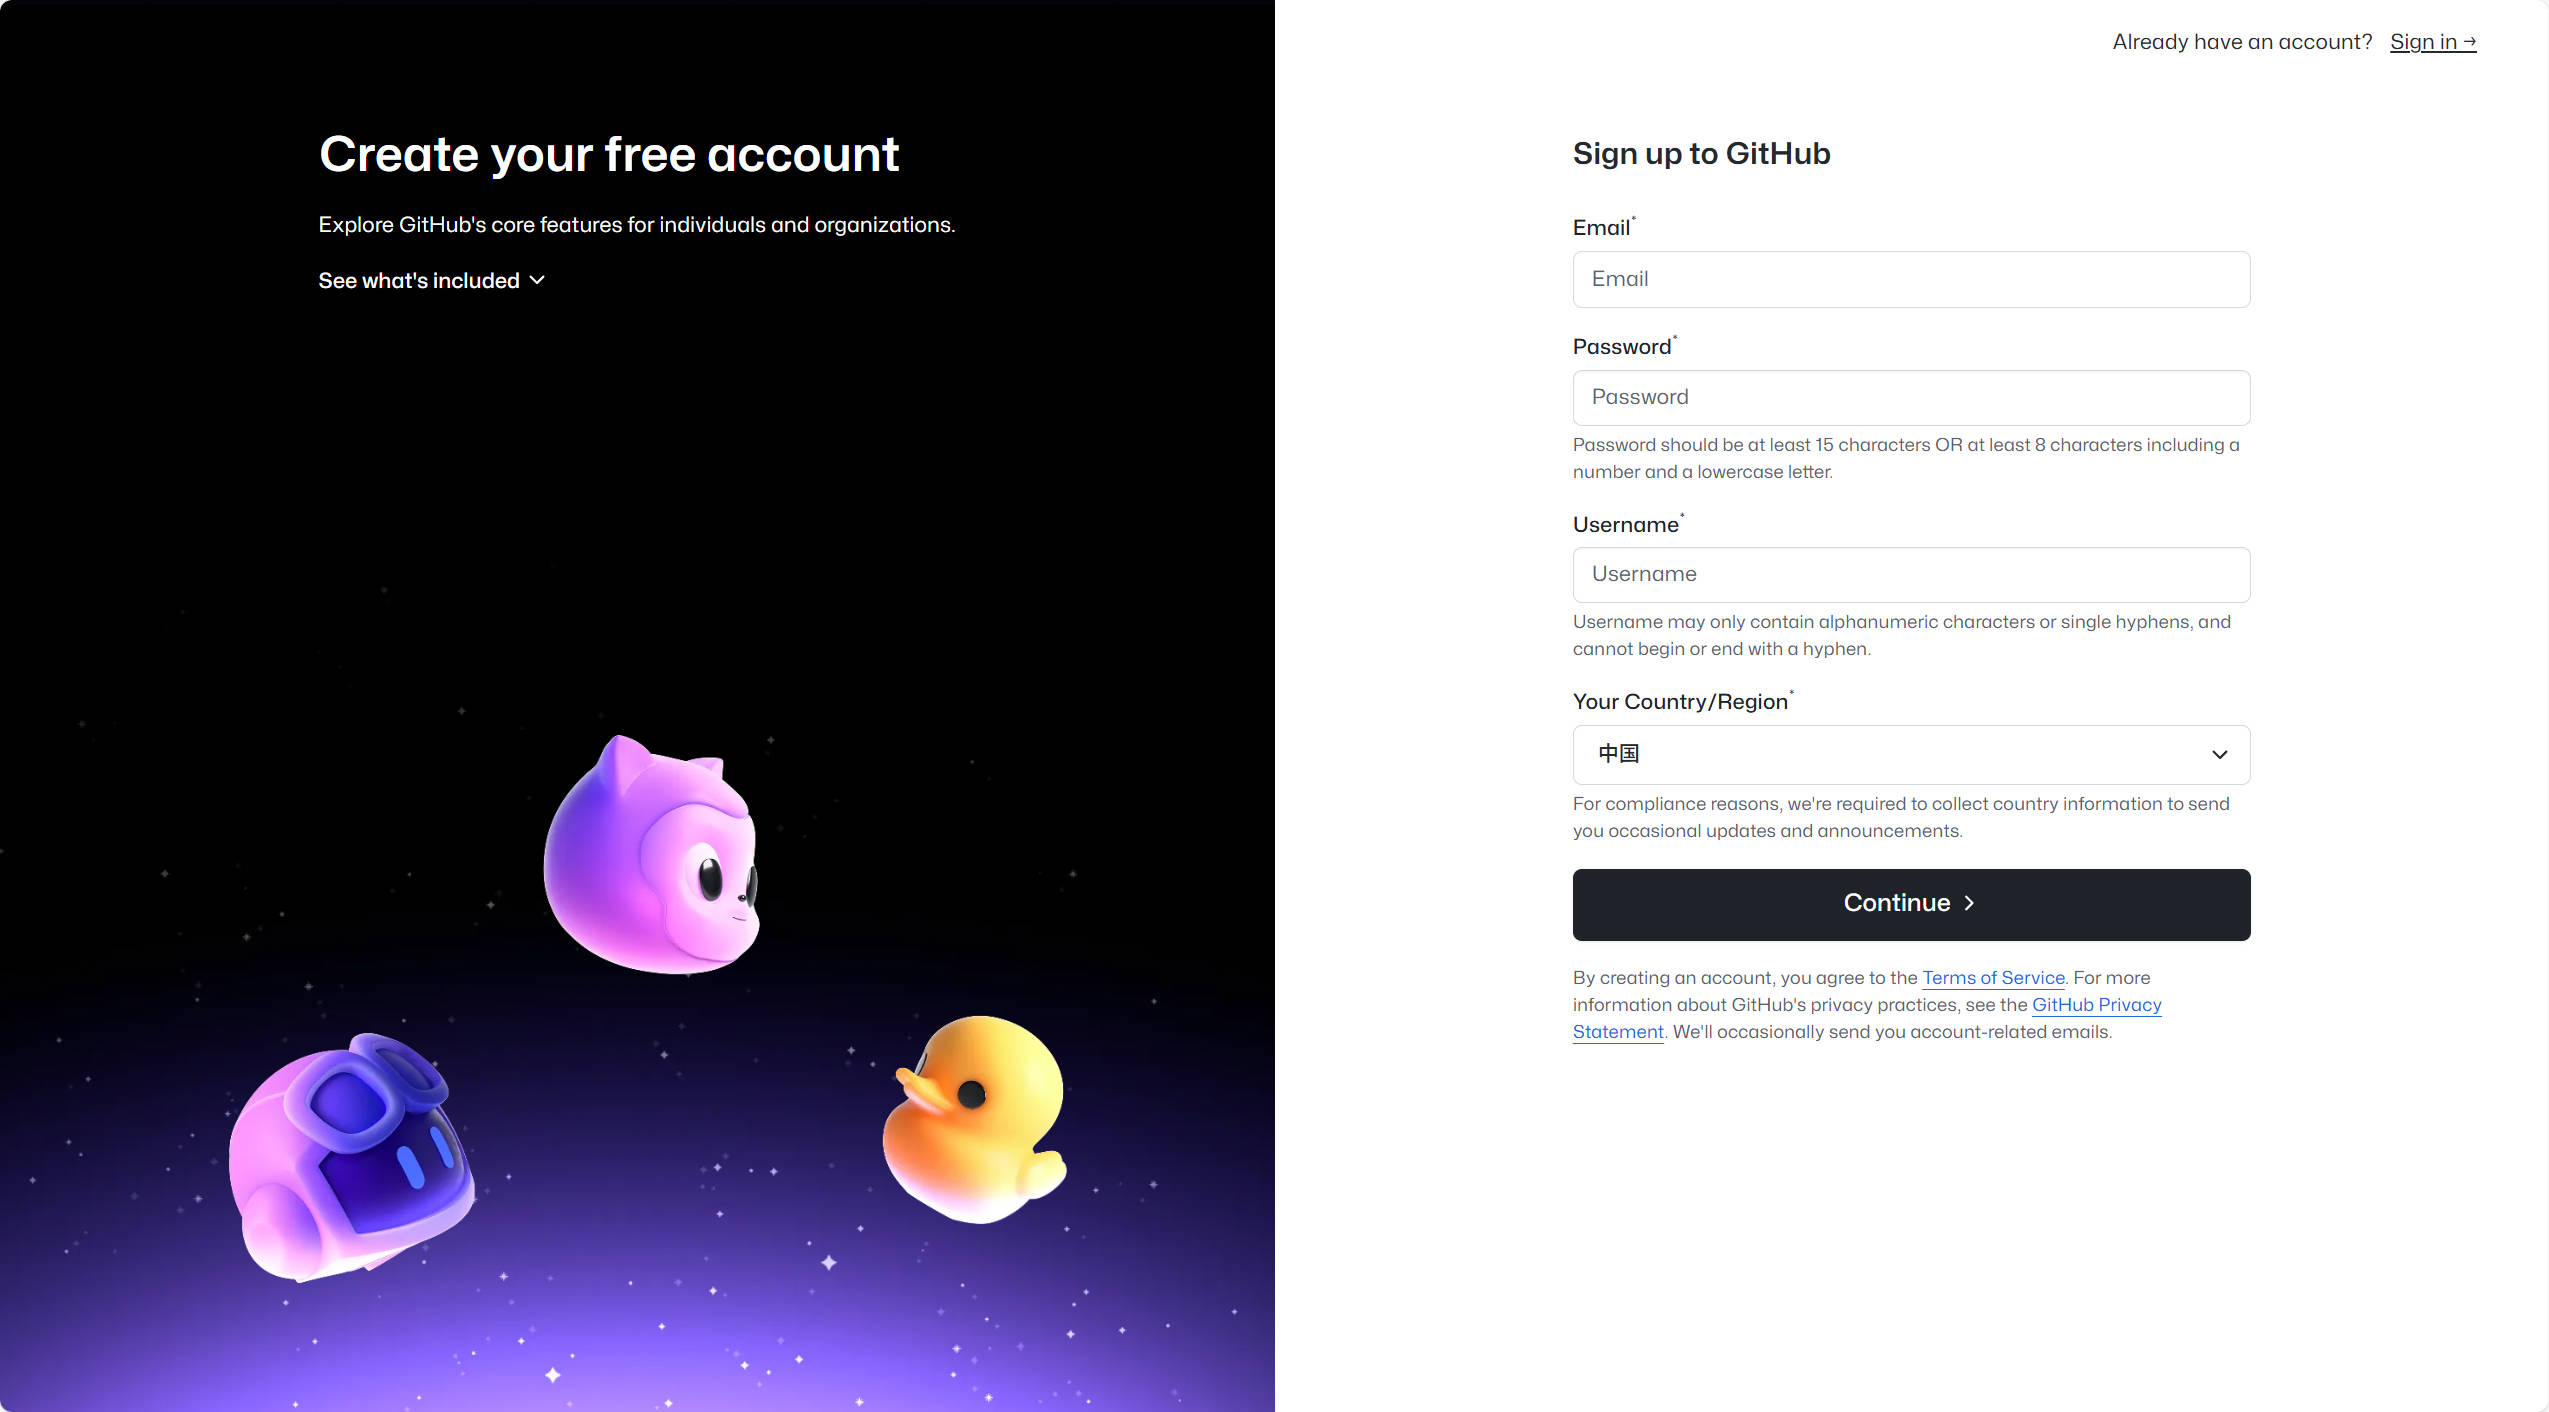 Already have an account? Sign in →
Create your free account
Explore GitHub's core features for individuals and organizations.
See what's included
Sign up to GitHub
Email*
Email
Password*
Password
Password should be at least 15 characters OR at least 8 characters including a
number and a lowercase letter.
Username*
Username
Username may only contain alphanumeric characters or single hyphens, and
cannot begin or end with a hyphen.
Your Country/Region*
中国
For compliance reasons, we're required to collect country information to send
you occasional updates and announcements.
Continue
By creating an account, you agree to the Terms of Service. For more
information about GitHub's privacy practices, see the GitHub Privacy
Statement. We'll occasionally send you account-related emails.